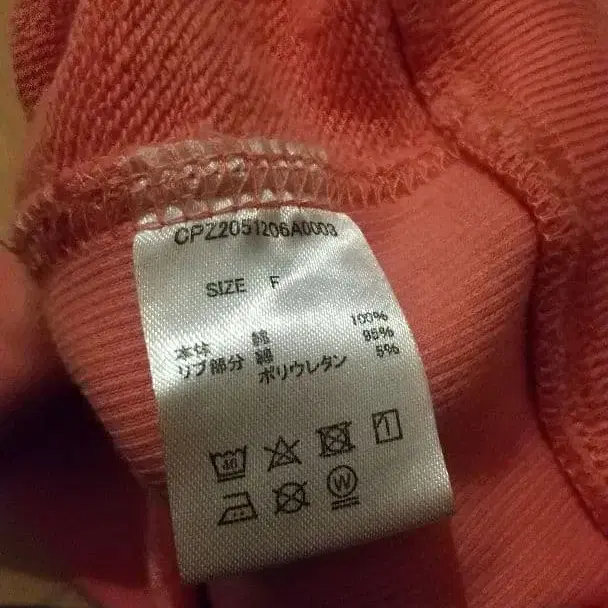 CPZ2051206A0003
SIZE F
本体 綿 100%
リブ部分 綿 95%
ポリウレタン 5%
40
W